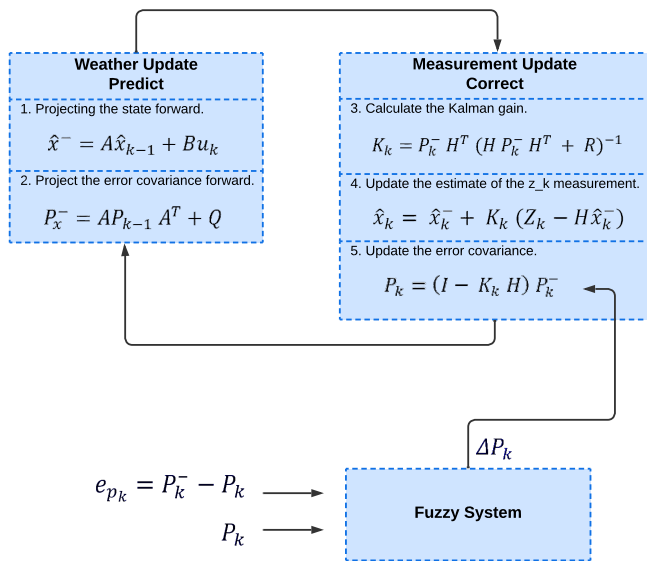 Weather Update
Predict
1. Projecting the state forward.
x̂⁻ = Ax̂ₖ₋₁ + Buₖ
2. Project the error covariance forward.
Pₓ⁻ = APₖ₋₁ Aᵀ + Q
Measurement Update
Correct
3. Calculate the Kalman gain.
Kₖ = Pₖ⁻ Hᵀ (H Pₖ⁻ Hᵀ + R)⁻¹
4. Update the estimate of the z_k measurement.
x̂ₖ = x̂ₖ⁻ + Kₖ (Zₖ − Hx̂ₖ⁻)
5. Update the error covariance.
Pₖ = (I − Kₖ H) Pₖ⁻
ΔPₖ
e_{pₖ} = Pₖ⁻ − Pₖ
Pₖ
Fuzzy System